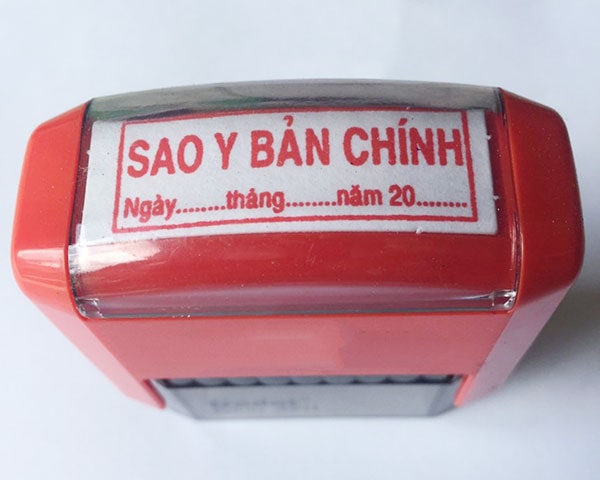 SAO Y BẢN CHÍNH
Ngày........tháng........năm 20.........